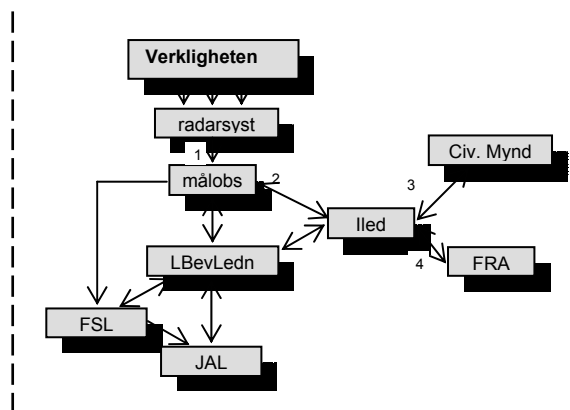 Verkligheten
radarsyst
1
målobs
2
3
Civ. Mynd
Iled
LBevLedn
4
FRA
FSL
JAL